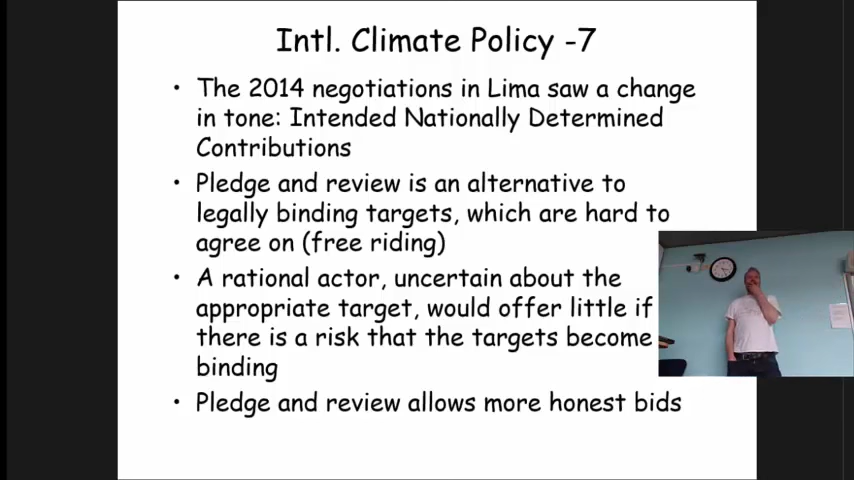 Intl. Climate Policy -7
• The 2014 negotiations in Lima saw a change
in tone: Intended Nationally Determined
Contributions
• Pledge and review is an alternative to
legally binding targets, which are hard to
agree on (free riding)
• A rational actor, uncertain about the
appropriate target, would offer little if
there is a risk that the targets become
binding
• Pledge and review allows more honest bids